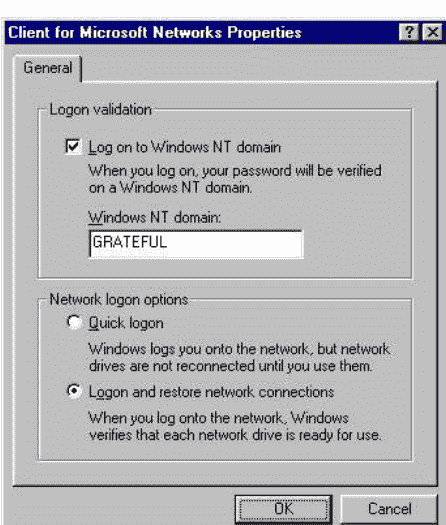 Client for Microsoft Networks Properties
General
Logon validation
Log on to Windows NT domain
When you log on, your password will be verified
on a Windows NT domain.
Windows NT domain:
GRATEFUL
Network logon options
Quick logon
Windows logs you onto the network, but network
drives are not reconnected until you use them.
Logon and restore network connections
When you log onto the network, Windows
verifies that each network drive is ready for use.
OK Cancel